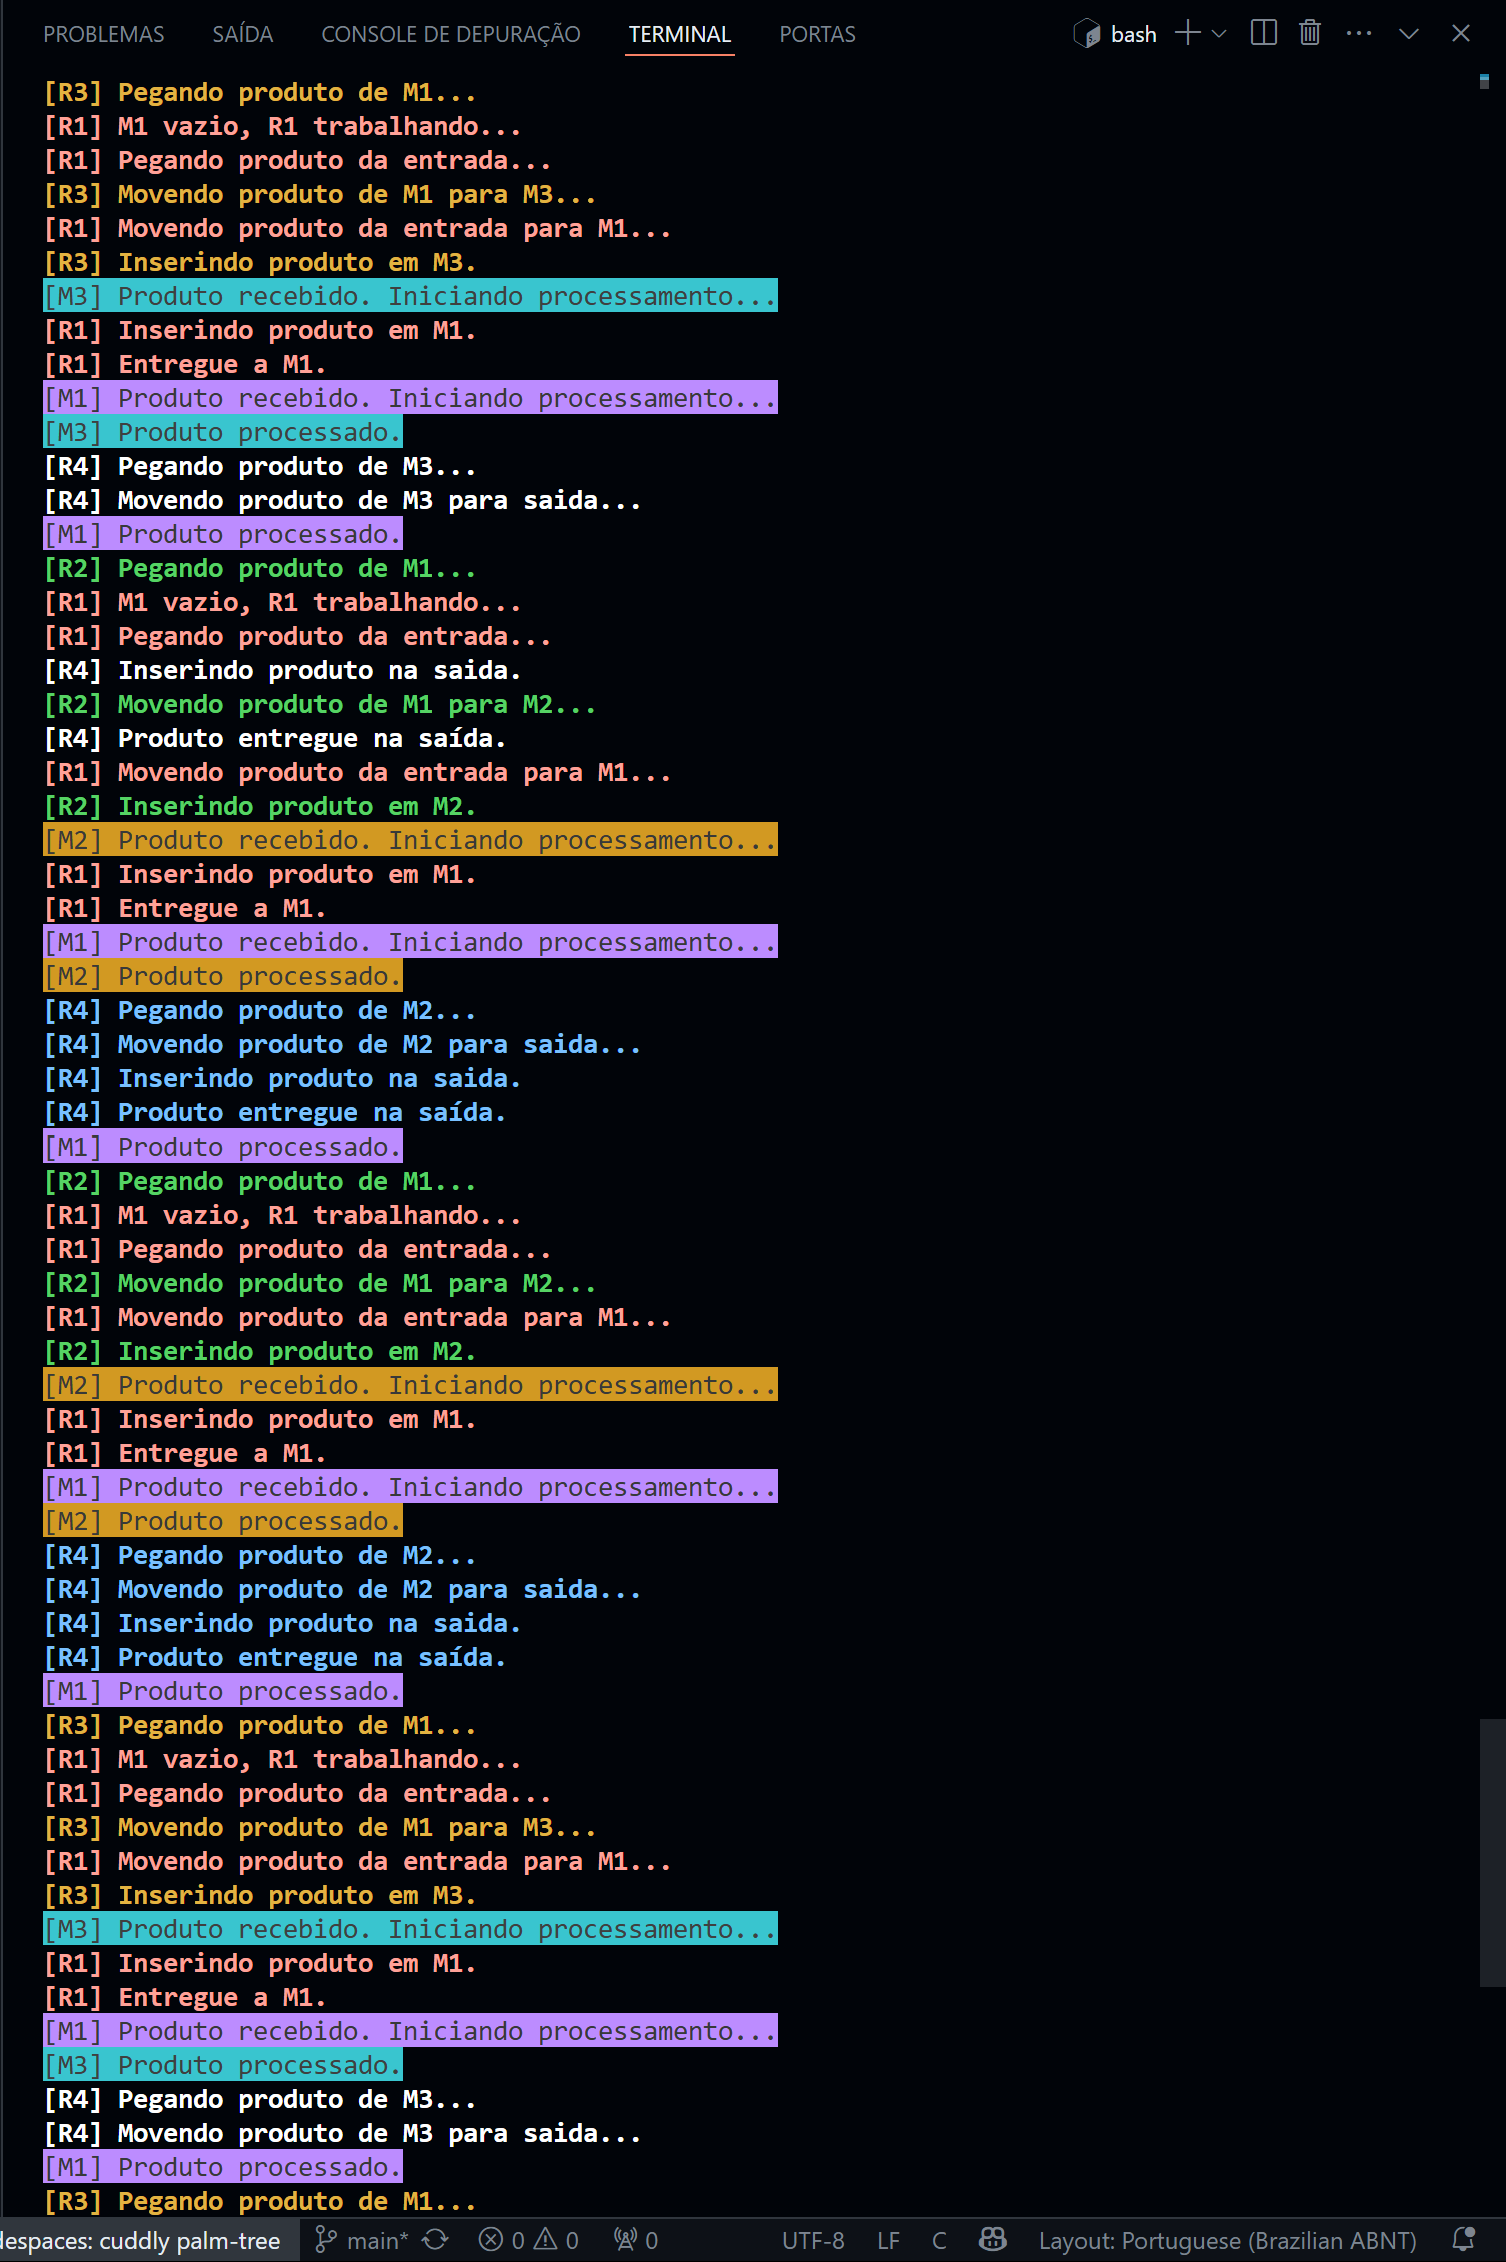 PROBLEMAS SAÍDA CONSOLE DE DEPURAÇÃO TERMINAL PORTAS bash
[R3] Pegando produto de M1...
[R1] M1 vazio, R1 trabalhando...
[R1] Pegando produto da entrada...
[R3] Movendo produto de M1 para M3...
[R1] Movendo produto da entrada para M1...
[R3] Inserindo produto em M3.
[M3] Produto recebido. Iniciando processamento...
[R1] Inserindo produto em M1.
[R1] Entregue a M1.
[M1] Produto recebido. Iniciando processamento...
[M3] Produto processado.
[R4] Pegando produto de M3...
[R4] Movendo produto de M3 para saida...
[M1] Produto processado.
[R2] Pegando produto de M1...
[R1] M1 vazio, R1 trabalhando...
[R1] Pegando produto da entrada...
[R4] Inserindo produto na saida.
[R2] Movendo produto de M1 para M2...
[R4] Produto entregue na saída.
[R1] Movendo produto da entrada para M1...
[R2] Inserindo produto em M2.
[M2] Produto recebido. Iniciando processamento...
[R1] Inserindo produto em M1.
[R1] Entregue a M1.
[M1] Produto recebido. Iniciando processamento...
[M2] Produto processado.
[R4] Pegando produto de M2...
[R4] Movendo produto de M2 para saida...
[R4] Inserindo produto na saida.
[R4] Produto entregue na saída.
[M1] Produto processado.
[R2] Pegando produto de M1...
[R1] M1 vazio, R1 trabalhando...
[R1] Pegando produto da entrada...
[R2] Movendo produto de M1 para M2...
[R1] Movendo produto da entrada para M1...
[R2] Inserindo produto em M2.
[M2] Produto recebido. Iniciando processamento...
[R1] Inserindo produto em M1.
[R1] Entregue a M1.
[M1] Produto recebido. Iniciando processamento...
[M2] Produto processado.
[R4] Pegando produto de M2...
[R4] Movendo produto de M2 para saida...
[R4] Inserindo produto na saida.
[R4] Produto entregue na saída.
[M1] Produto processado.
[R3] Pegando produto de M1...
[R1] M1 vazio, R1 trabalhando...
[R1] Pegando produto da entrada...
[R3] Movendo produto de M1 para M3...
[R1] Movendo produto da entrada para M1...
[R3] Inserindo produto em M3.
[M3] Produto recebido. Iniciando processamento...
[R1] Inserindo produto em M1.
[R1] Entregue a M1.
[M1] Produto recebido. Iniciando processamento...
[M3] Produto processado.
[R4] Pegando produto de M3...
[R4] Movendo produto de M3 para saida...
[M1] Produto processado.
[R3] Pegando produto de M1...
despaces: cuddly palm-tree main* 0 0 0 UTF-8 LF C Layout: Portuguese (Brazilian ABNT)